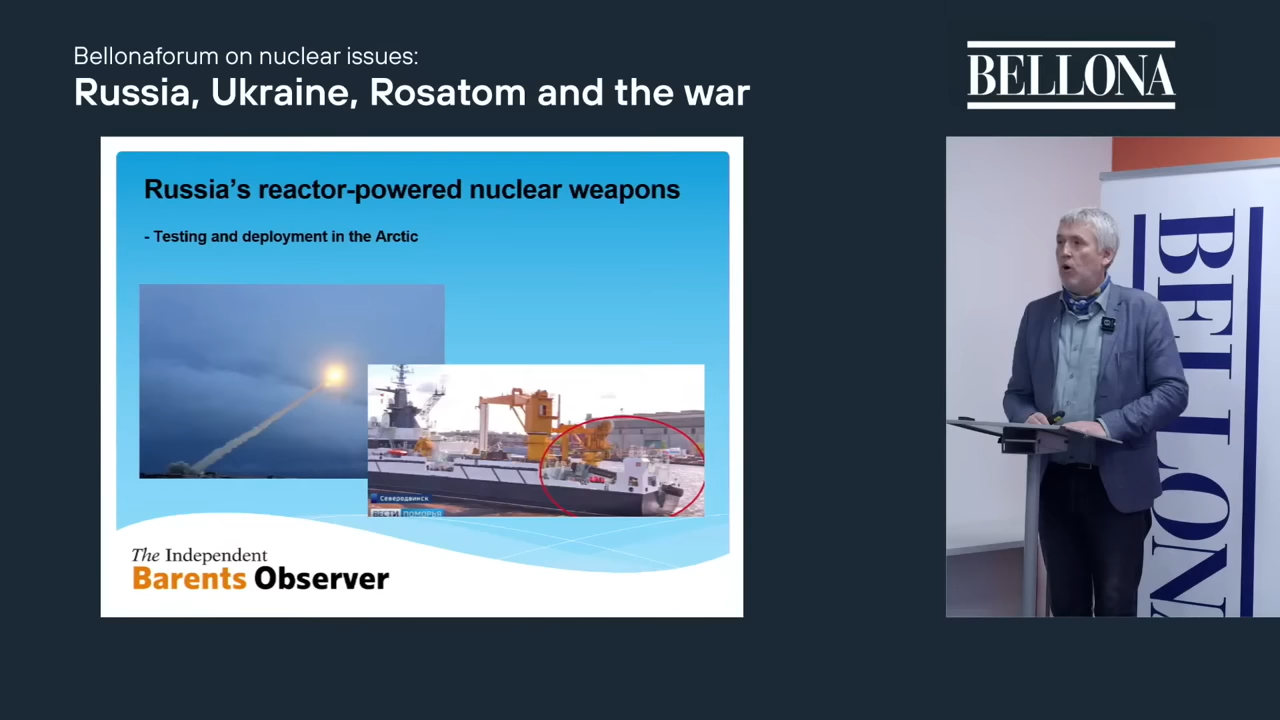 Bellonaforum on nuclear issues:
Russia, Ukraine, Rosatom and the war
BELLONA
Russia's reactor-powered nuclear weapons
- Testing and deployment in the Arctic
Северодвинск
ВЕСТИ ПОМОРЬЯ
The Independent
Barents Observer
BELLONA